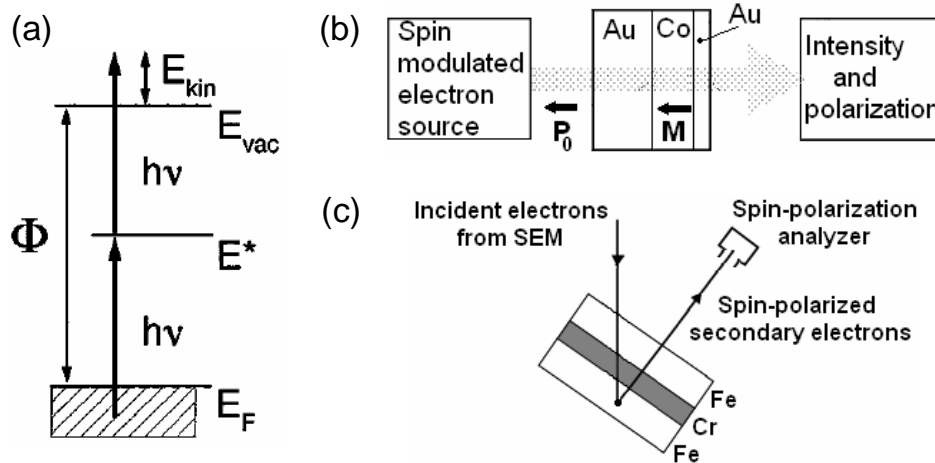 (a)
E_kin
E_vac
hν
Φ
E*
hν
E_F
(b)
Spin
modulated
electron
source
P_0
Au
Co
Au
M
Intensity
and
polarization
(c)
Incident electrons
from SEM
Spin-polarization
analyzer
Spin-polarized
secondary electrons
Fe
Cr
Fe